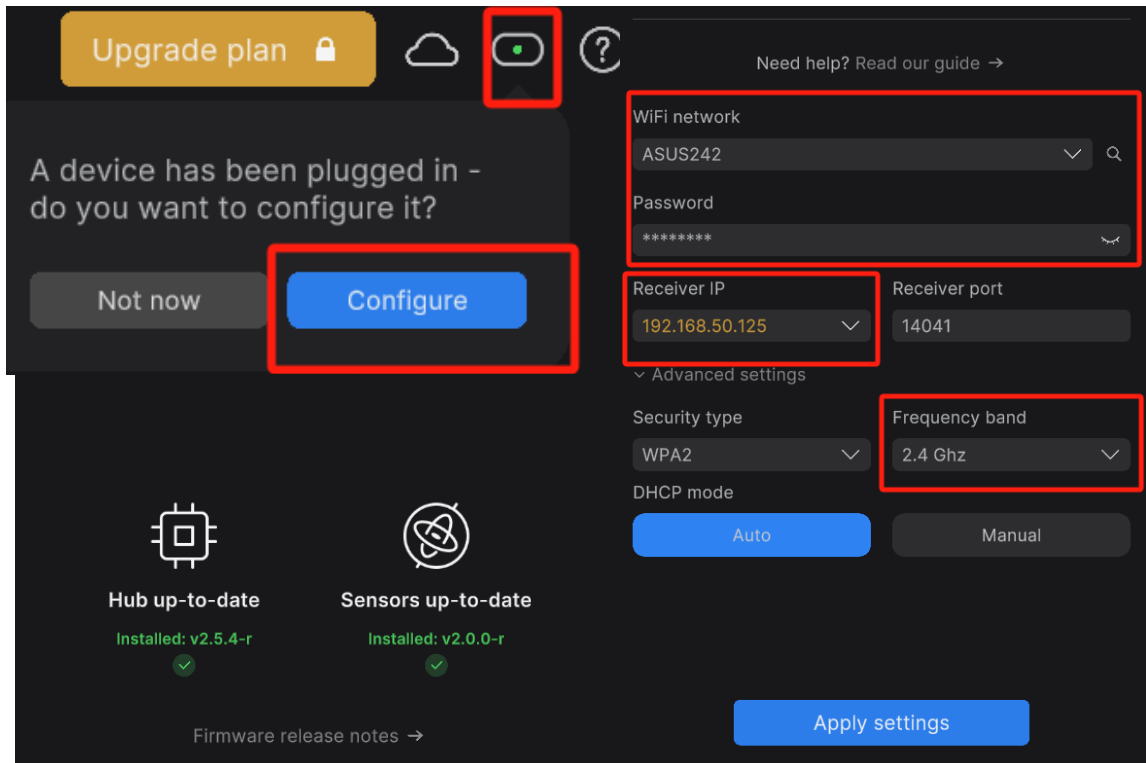 Upgrade plan
A device has been plugged in -
do you want to configure it?
Not now
Configure
Hub up-to-date
Installed: v2.5.4-r
Sensors up-to-date
Installed: v2.0.0-r
Firmware release notes →
Need help? Read our guide →
WiFi network
ASUS242
Password
********
Receiver IP
192.168.50.125
Receiver port
14041
Advanced settings
Security type
WPA2
Frequency band
2.4 Ghz
DHCP mode
Auto
Manual
Apply settings